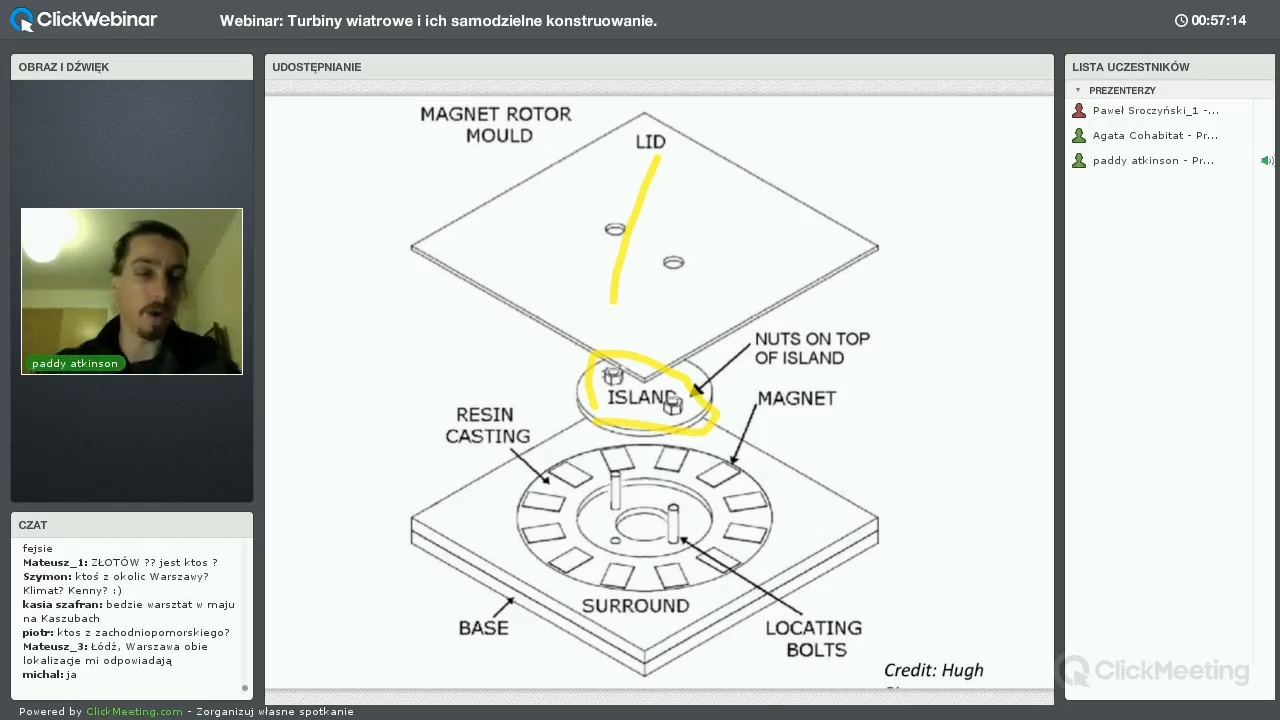 ClickWebinar
Webinar: Turbiny wiatrowe i ich samodzielne konstruowanie.
00:57:14
OBRAZ I DŹWIĘK
paddy atkinson
CZAT
fejsie
Mateusz_1: ZŁOTÓW ?? jest ktos ?
Szymon: ktoś z okolic Warszawy?
Klimat? Kenny? :)
kasia szafran: bedzie warsztat w maju
na Kaszubach
piotr: ktos z zachodniopomorskiego?
Mateusz_3: Łódź, Warszawa obie
lokalizacje mi odpowiadają
michal: ja
UDOSTĘPNIANIE
MAGNET ROTOR
MOULD
LID
NUTS ON TOP
OF ISLAND
ISLAND
MAGNET
RESIN
CASTING
SURROUND
BASE
LOCATING
BOLTS
Credit: Hugh
LISTA UCZESTNIKÓW
PREZENTERZY
Paweł Sroczyński_1 -...
Agata Cohabitat - Pr...
paddy atkinson - Pr...
ClickMeeting
Powered by ClickMeeting.com - Zorganizuj własne spotkanie